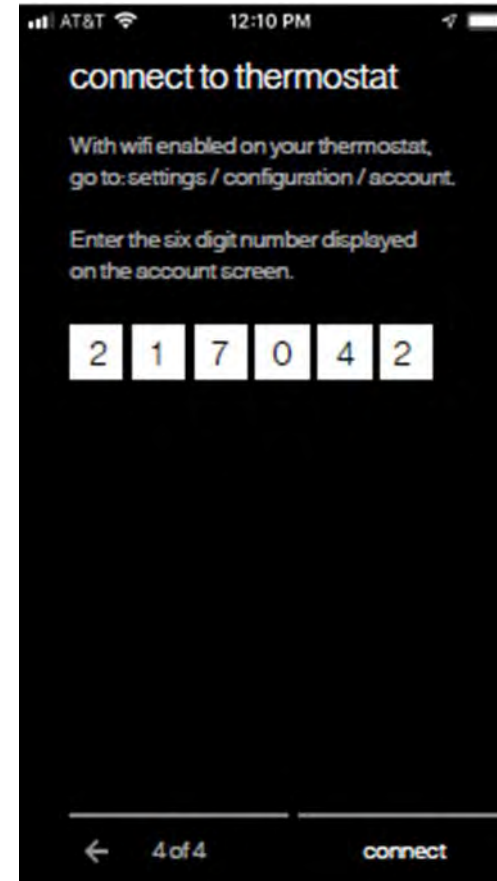 AT&T 12:10 PM
connect to thermostat
With wifi enabled on your thermostat,
go to: settings / configuration / account.
Enter the six digit number displayed
on the account screen.
2 1 7 0 4 2
4 of 4 connect